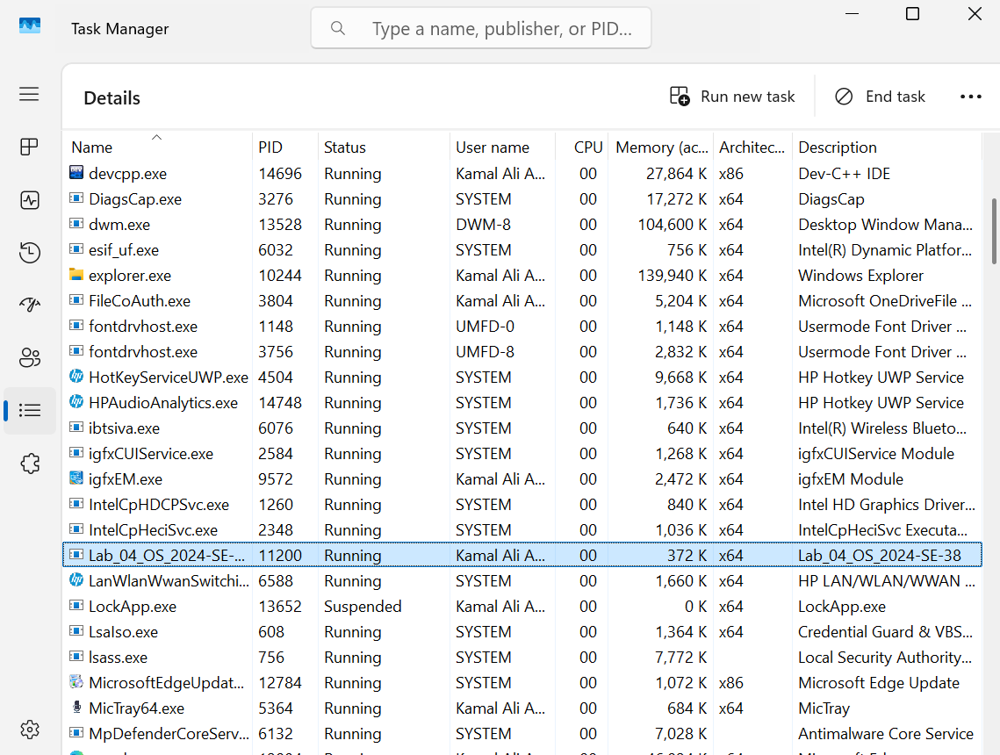 Task Manager
Type a name, publisher, or PID...
Details
Run new task
End task
Name PID Status User name CPU Memory (ac... Architec... Description
devcpp.exe 14696 Running Kamal Ali A... 00 27,864 K x86 Dev-C++ IDE
DiagsCap.exe 3276 Running SYSTEM 00 17,272 K x64 DiagsCap
dwm.exe 13528 Running DWM-8 00 104,600 K x64 Desktop Window Mana...
esif_uf.exe 6032 Running SYSTEM 00 756 K x64 Intel(R) Dynamic Platfor...
explorer.exe 10244 Running Kamal Ali A... 00 139,940 K x64 Windows Explorer
FileCoAuth.exe 3804 Running Kamal Ali A... 00 5,204 K x64 Microsoft OneDriveFile ...
fontdrvhost.exe 1148 Running UMFD-0 00 1,148 K x64 Usermode Font Driver ...
fontdrvhost.exe 3756 Running UMFD-8 00 2,832 K x64 Usermode Font Driver ...
HotKeyServiceUWP.exe 4504 Running SYSTEM 00 9,668 K x64 HP Hotkey UWP Service
HPAudioAnalytics.exe 14748 Running SYSTEM 00 1,736 K x64 HP Hotkey UWP Service
ibtsiva.exe 6076 Running SYSTEM 00 640 K x64 Intel(R) Wireless Blueto...
igfxCUIService.exe 2584 Running SYSTEM 00 1,268 K x64 igfxCUIService Module
igfxEM.exe 9572 Running Kamal Ali A... 00 2,472 K x64 igfxEM Module
IntelCpHDCPSvc.exe 1260 Running SYSTEM 00 840 K x64 Intel HD Graphics Driver...
IntelCpHeciSvc.exe 2348 Running SYSTEM 00 1,036 K x64 IntelCpHeciSvc Executa...
Lab_04_OS_2024-SE-... 11200 Running Kamal Ali A... 00 372 K x64 Lab_04_OS_2024-SE-38
LanWlanWwanSwitchi... 6588 Running SYSTEM 00 1,660 K x64 HP LAN/WLAN/WWAN ...
LockApp.exe 13652 Suspended Kamal Ali A... 00 0 K x64 LockApp.exe
LsaIso.exe 608 Running SYSTEM 00 1,364 K x64 Credential Guard & VBS...
lsass.exe 756 Running SYSTEM 00 7,772 K Local Security Authority...
MicrosoftEdgeUpdat... 12784 Running SYSTEM 00 1,072 K x86 Microsoft Edge Update
MicTray64.exe 5364 Running Kamal Ali A... 00 684 K x64 MicTray
MpDefenderCoreServ... 6132 Running SYSTEM 00 7,028 K Antimalware Core Service